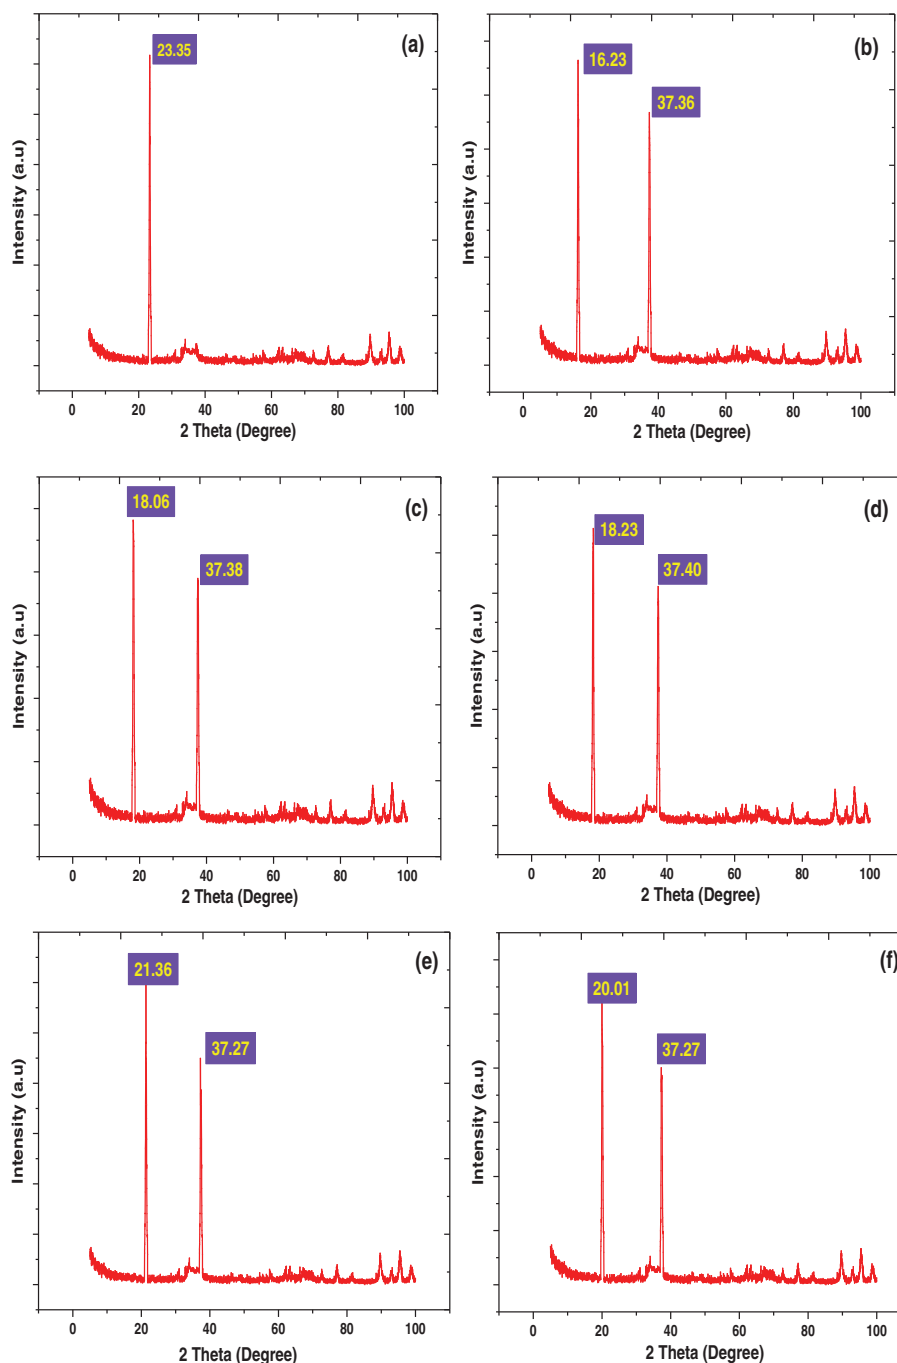 (a)
23.35
Intensity (a.u)
0 20 40 60 80 100
2 Theta (Degree)
(b)
16.23
37.36
Intensity (a.u)
0 20 40 60 80 100
2 Theta (Degree)
(c)
18.06
37.38
Intensity (a.u)
0 20 40 60 80 100
2 Theta (Degree)
(d)
18.23
37.40
Intensity (a.u)
0 20 40 60 80 100
2 Theta (Degree)
(e)
21.36
37.27
Intensity (a.u)
0 20 40 60 80 100
2 Theta (Degree)
(f)
20.01
37.27
Intensity (a.u)
0 20 40 60 80 100
2 Theta (Degree)